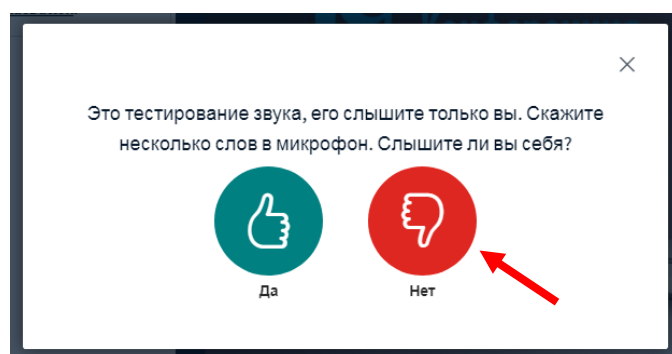 Это тестирование звука, его слышите только вы. Скажите
несколько слов в микрофон. Слышите ли вы себя?
Да
Нет